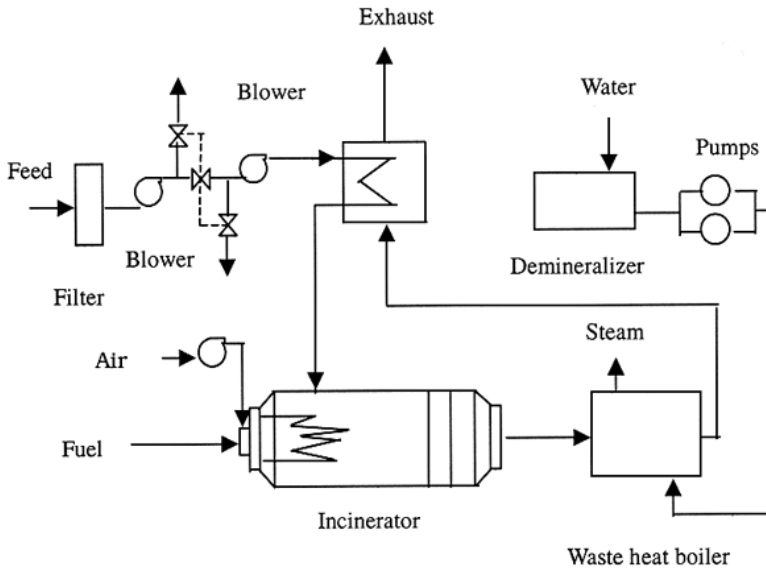 Exhaust
Blower
Water
Pumps
Feed
Blower
Demineralizer
Filter
Steam
Air
Fuel
Incinerator
Waste heat boiler